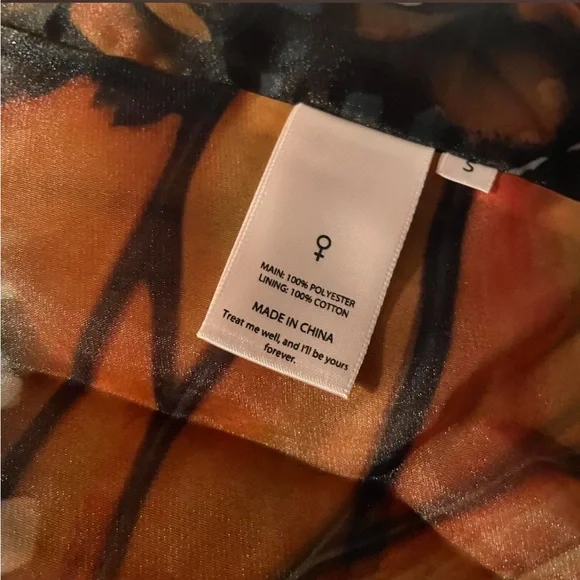 S
MAIN: 100% POLYESTER
LINING: 100% COTTON
MADE IN CHINA
Treat me well, and I'll be yours
forever.